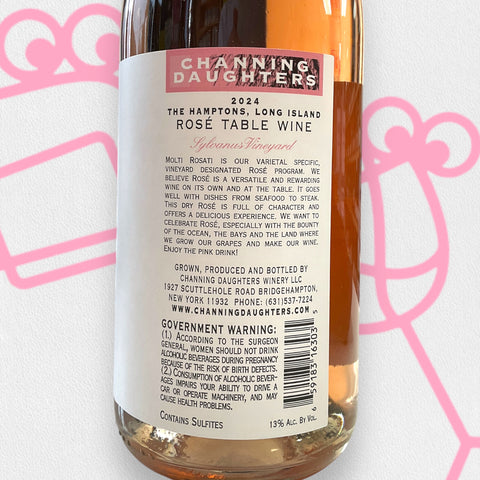 CHANNING
DAUGHTERS
2024
THE HAMPTONS, LONG ISLAND
ROSÉ TABLE WINE
Sylvanus Vineyard
MOLTI ROSATI IS OUR VARIETAL SPECIFIC,
VINEYARD DESIGNATED ROSÉ PROGRAM. WE
BELIEVE ROSÉ IS A VERSATILE AND REWARDING
WINE ON ITS OWN AND AT THE TABLE. IT GOES
WELL WITH DISHES FROM SEAFOOD TO STEAK.
THIS DRY ROSÉ IS FULL OF CHARACTER AND
OFFERS A DELICIOUS EXPERIENCE. WE WANT TO
CELEBRATE ROSÉ, ESPECIALLY WITH THE BOUNTY
OF THE OCEAN, THE BAYS AND THE LAND WHERE
WE GROW OUR GRAPES AND MAKE OUR WINE.
ENJOY THE PINK DRINK!
GROWN, PRODUCED AND BOTTLED BY
CHANNING DAUGHTERS WINERY LLC
1927 SCUTTLEHOLE ROAD BRIDGEHAMPTON,
NEW YORK 11932 PHONE: (631)537-7224
WWW.CHANNINGDAUGHTERS.COM
GOVERNMENT WARNING:
(1.) ACCORDING TO THE SURGEON
GENERAL, WOMEN SHOULD NOT DRINK
ALCOHOLIC BEVERAGES DURING PREGNANCY
BECAUSE OF THE RISK OF BIRTH DEFECTS.
(2.) CONSUMPTION OF ALCOHOLIC BEVER-
AGES IMPAIRS YOUR ABILITY TO DRIVE A
CAR OR OPERATE MACHINERY, AND MAY
CAUSE HEALTH PROBLEMS.
CONTAINS SULFITES
6 59183 16303 5
13% ALC. BY VOL.